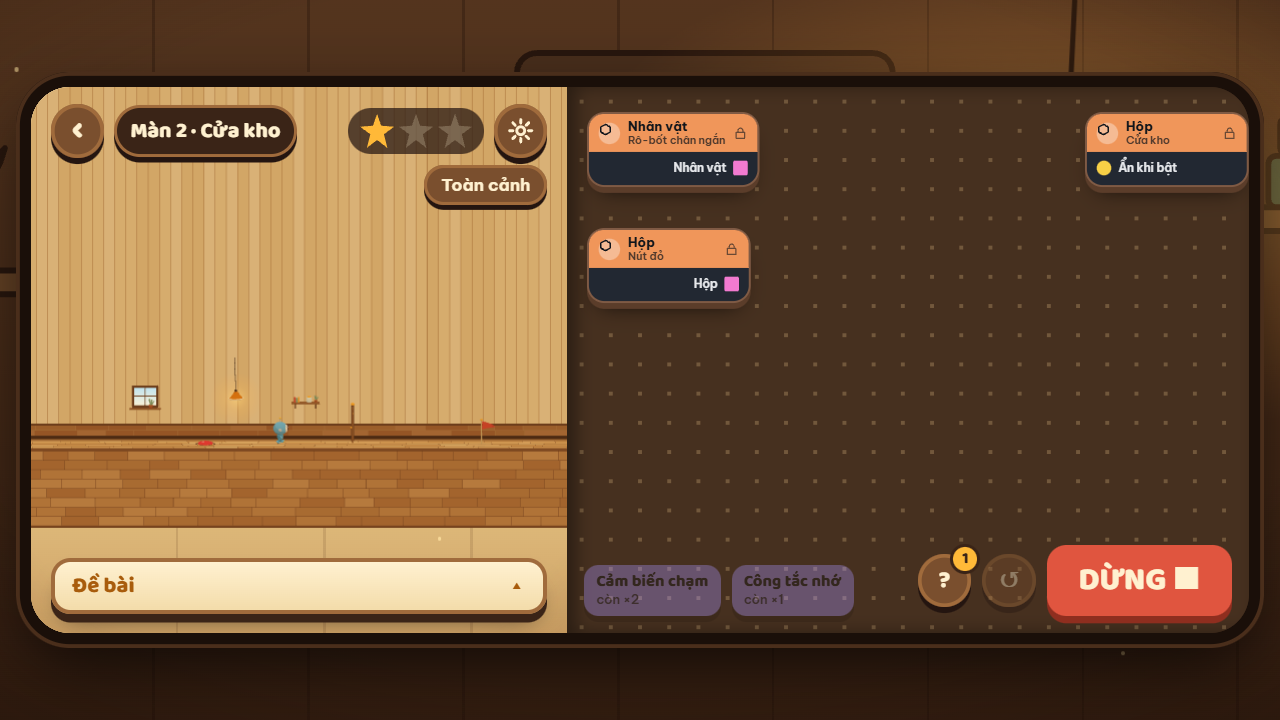 Màn 2 · Cửa kho
Toàn cảnh
Nhân vật
Rô-bốt chân ngắn
Nhân vật
Hộp
Cửa kho
Ẩn khi bật
Hộp
Nút đỏ
Hộp
Đề bài
Cảm biến chạm
còn ×2
Công tắc nhớ
còn ×1
?
1
DỪNG